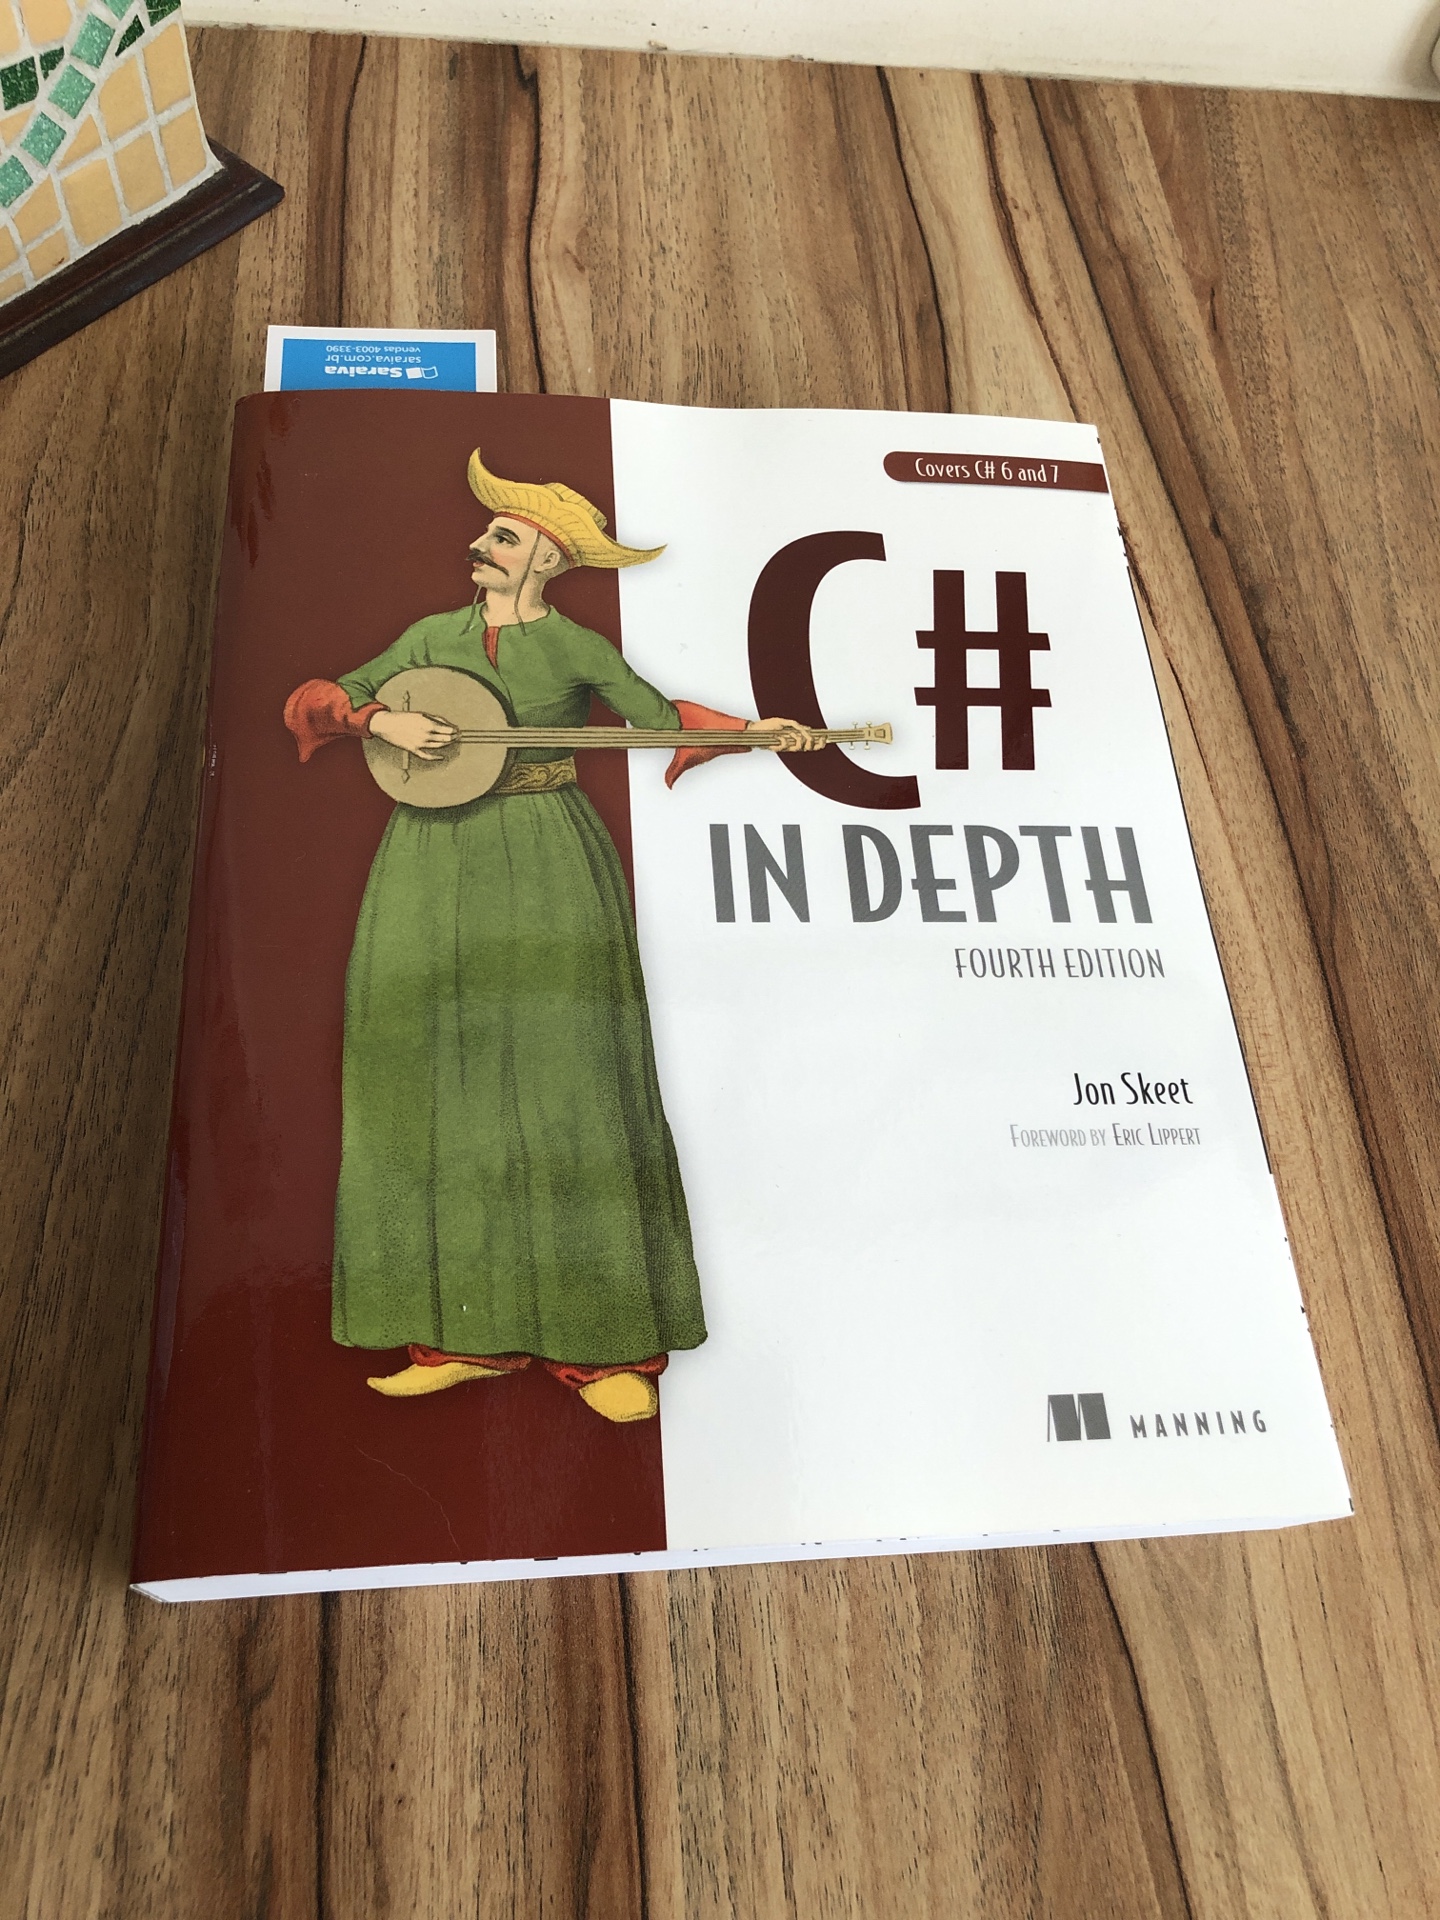 Saraiva
saraiva.com.br
vendas 4003-3390
Covers C# 6 and 7
C#
IN DEPTH
FOURTH EDITION
Jon Skeet
FOREWORD BY ERIC LIPPERT
MANNING